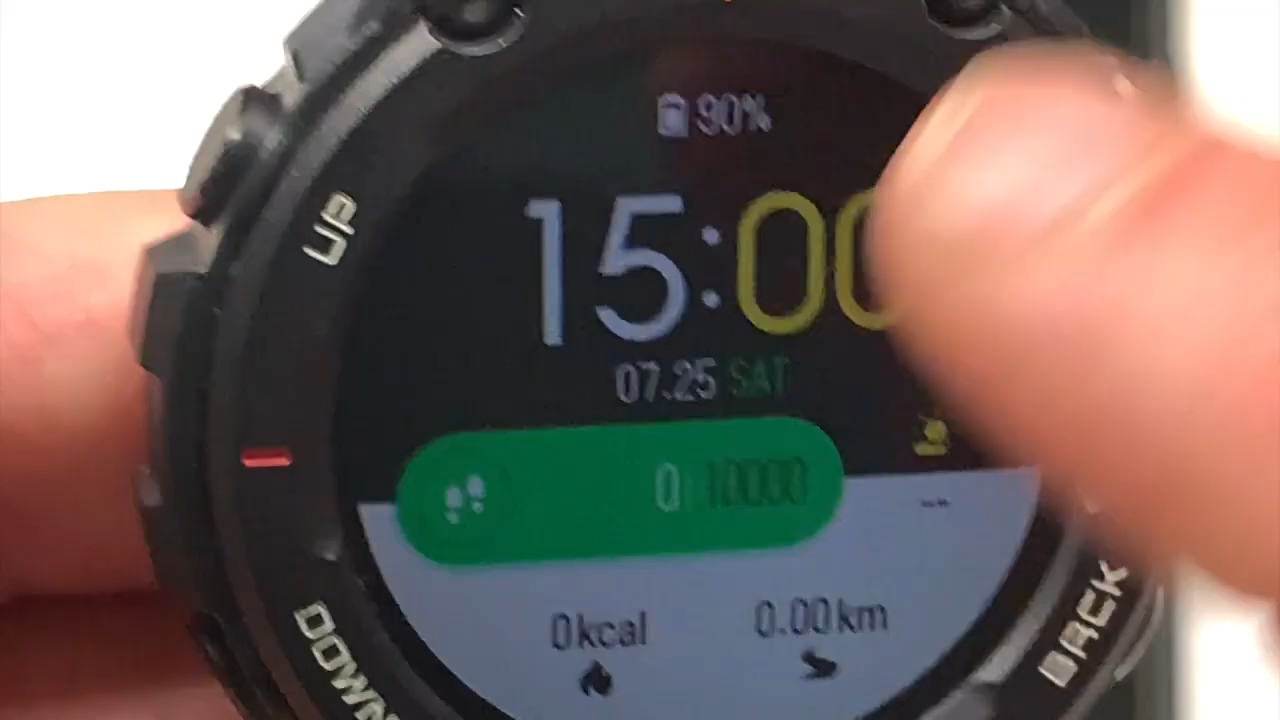 90%
UP
15:00
07.25 SAT
0 10000
--
0kcal
0.00km
DOWN
BACK